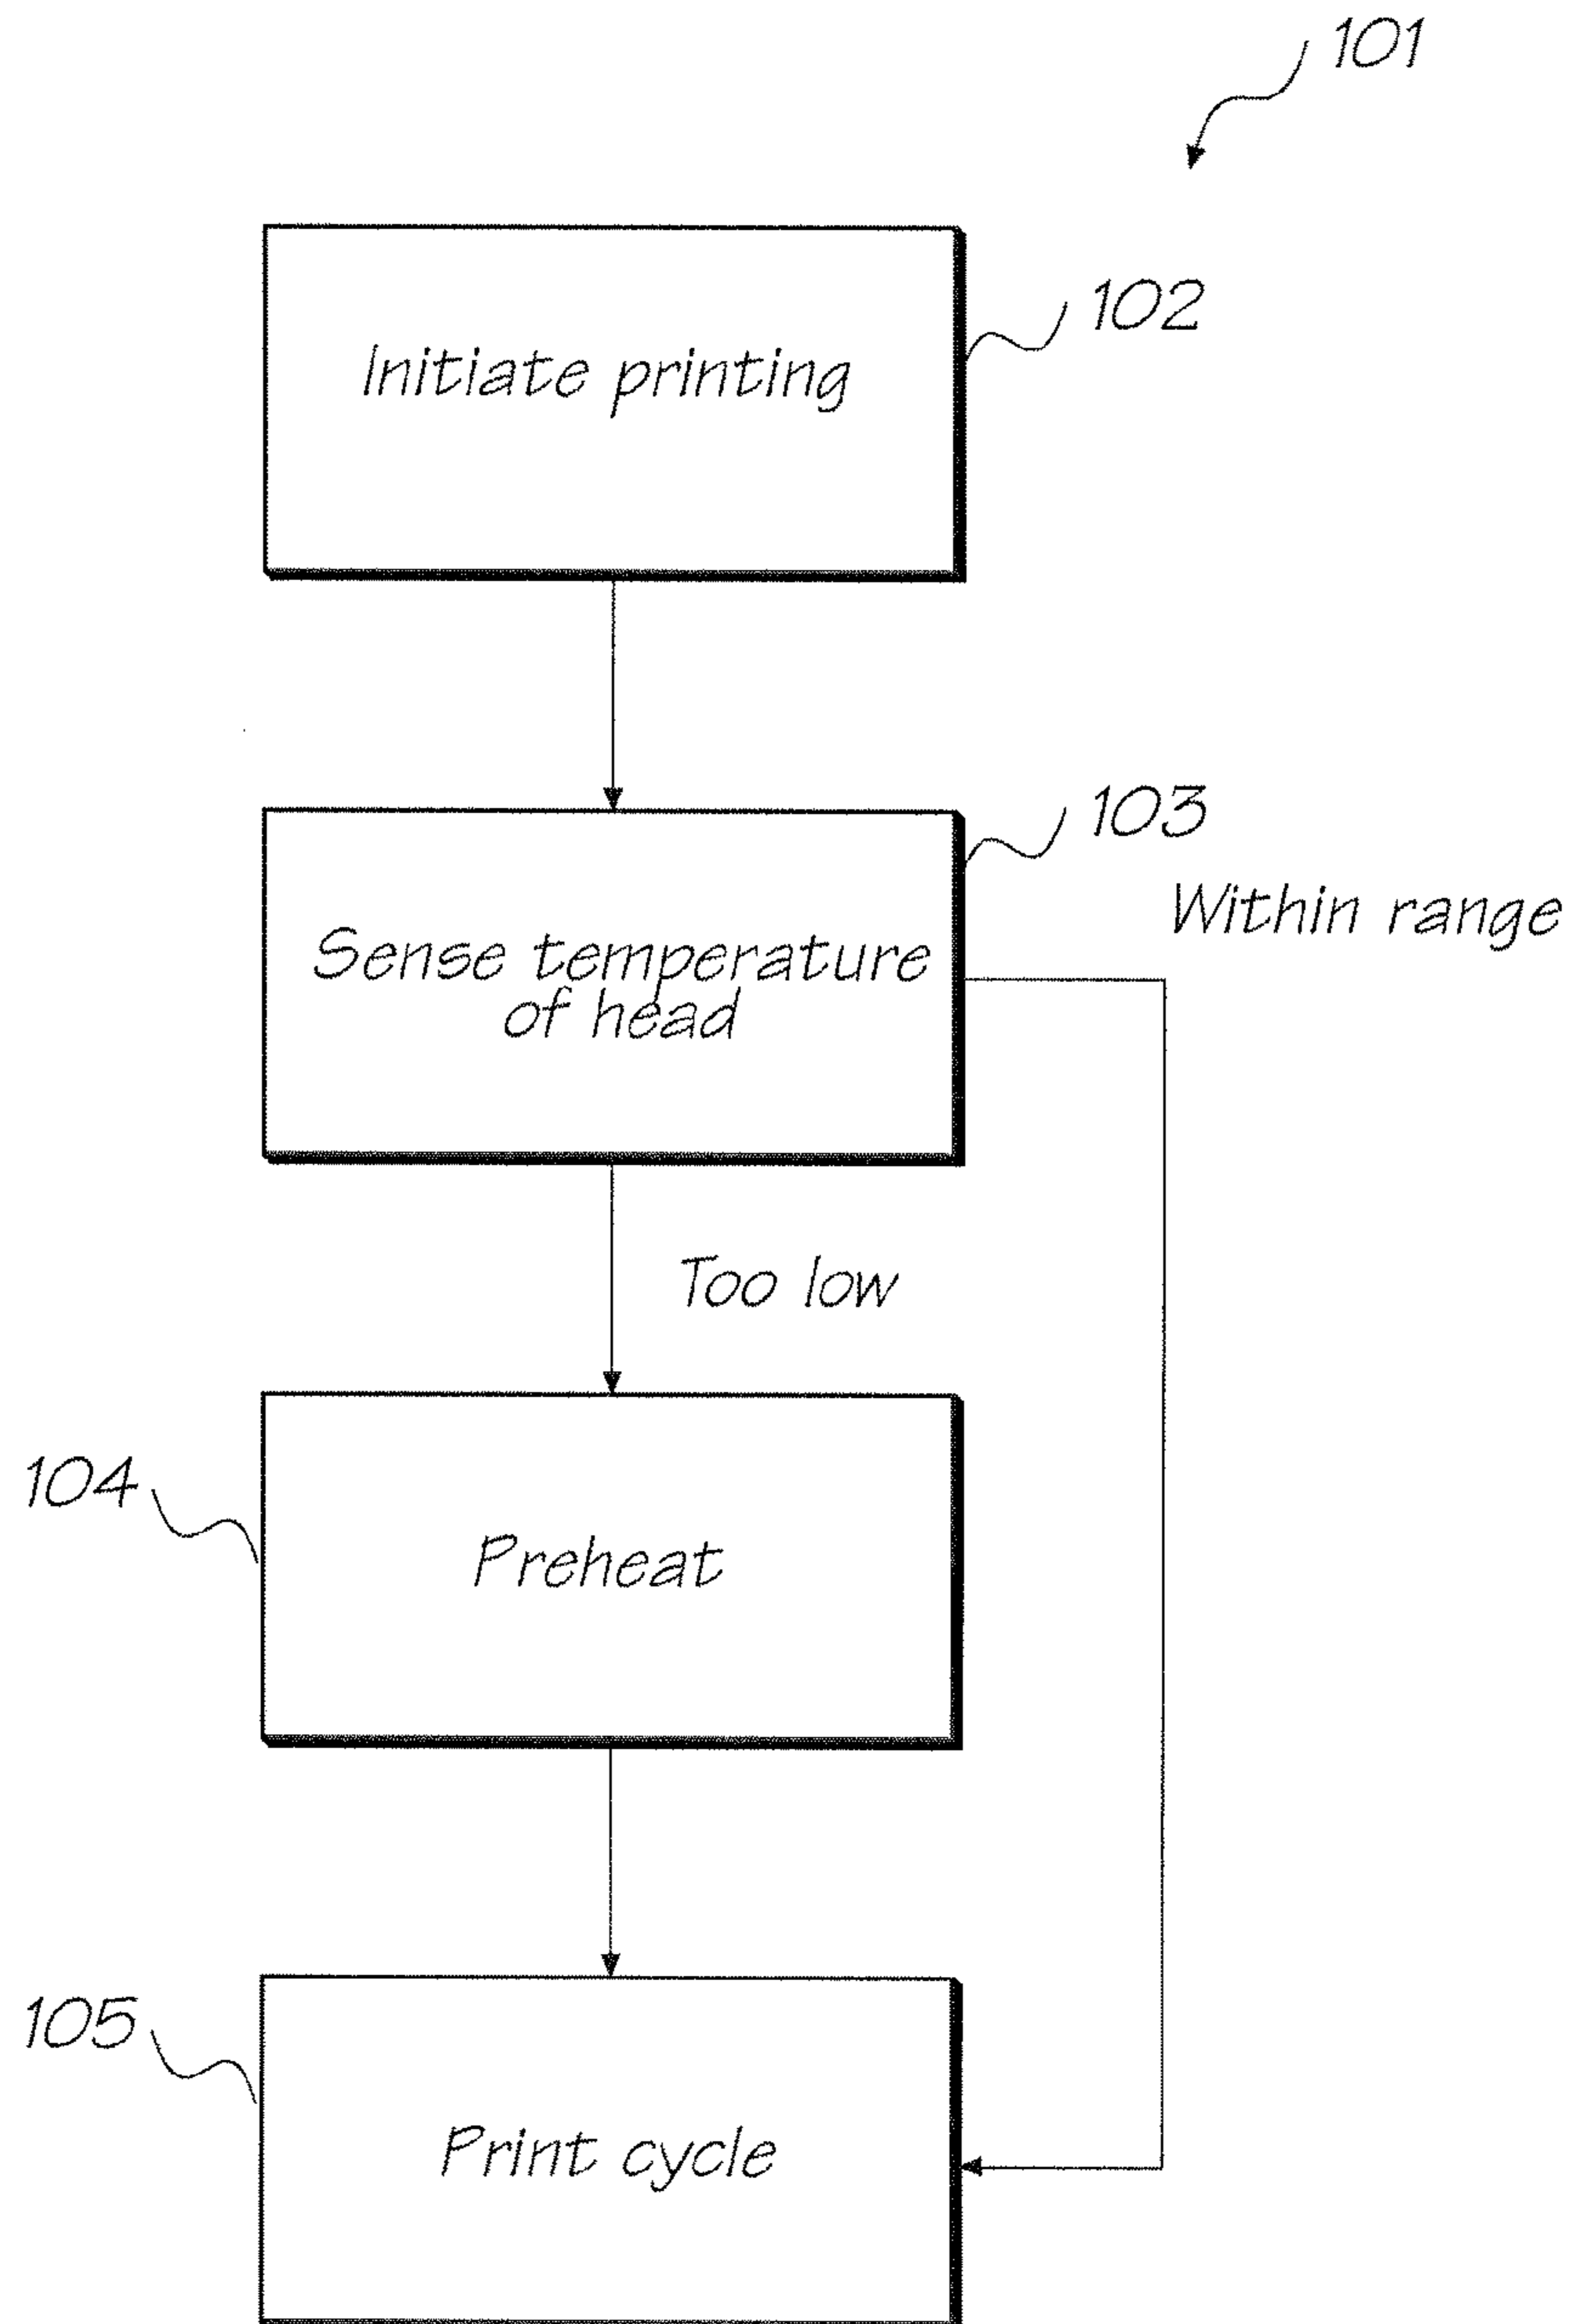 101
Initiate printing
102
103
Within range
Sense temperature
of head
Too low
104
Preheat
105
Print cycle